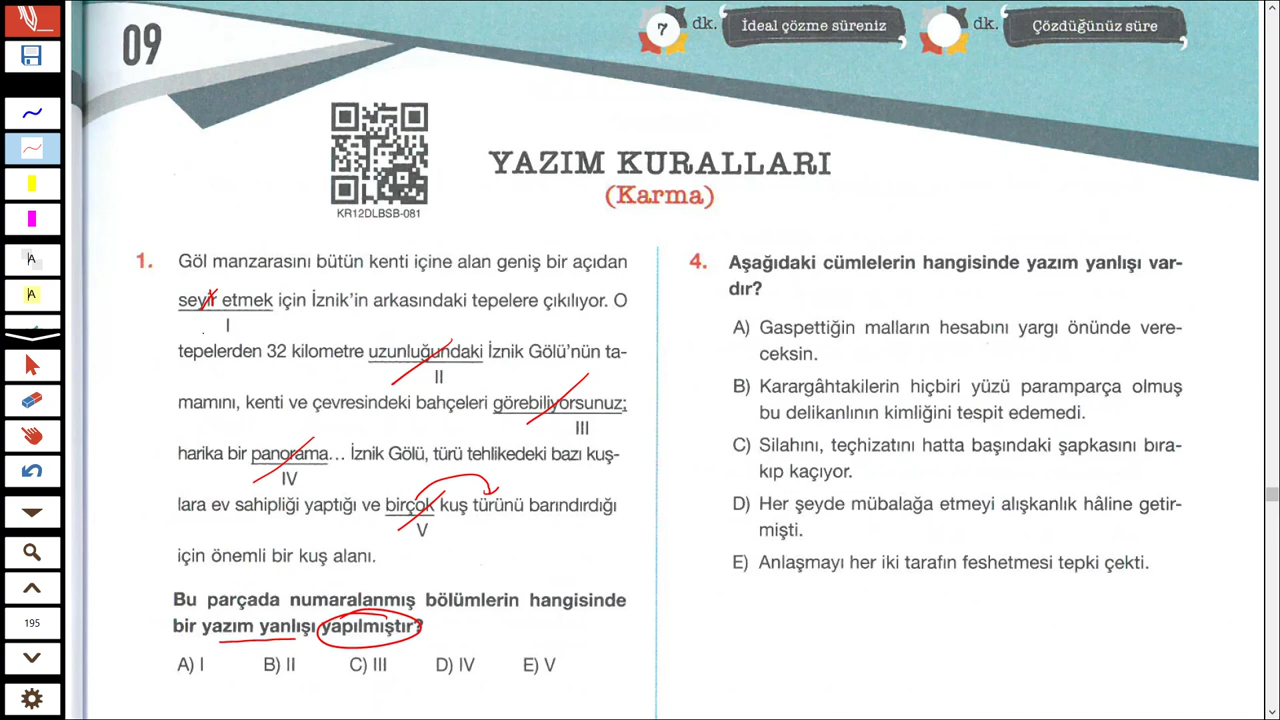 09
7 dk. İdeal çözme süreniz
dk. Çözdüğünüz süre
KR12DLBSB-081
YAZIM KURALLARI
(Karma)
1. Göl manzarasını bütün kenti içine alan geniş bir açıdan
seyir etmek için İznik'in arkasındaki tepelere çıkılıyor. O
I
tepelerden 32 kilometre uzunluğundaki İznik Gölü'nün ta-
II
mamını, kenti ve çevresindeki bahçeleri görebiliyorsunuz;
III
harika bir panorama... İznik Gölü, türü tehlikedeki bazı kuş-
IV
lara ev sahipliği yaptığı ve birçok kuş türünü barındırdığı
V
için önemli bir kuş alanı.
Bu parçada numaralanmış bölümlerin hangisinde
bir yazım yanlışı yapılmıştır?
A) I B) II C) III D) IV E) V
4. Aşağıdaki cümlelerin hangisinde yazım yanlışı var-
dır?
A) Gaspettiğin malların hesabını yargı önünde vere-
ceksin.
B) Karargâhtakilerin hiçbiri yüzü paramparça olmuş
bu delikanlının kimliğini tespit edemedi.
C) Silahını, teçhizatını hatta başındaki şapkasını bıra-
kıp kaçıyor.
D) Her şeyde mübalağa etmeyi alışkanlık hâline getir-
mişti.
E) Anlaşmayı her iki tarafın feshetmesi tepki çekti.
A
A
195